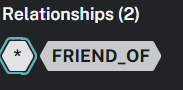 Relationships (2)
* FRIEND_OF